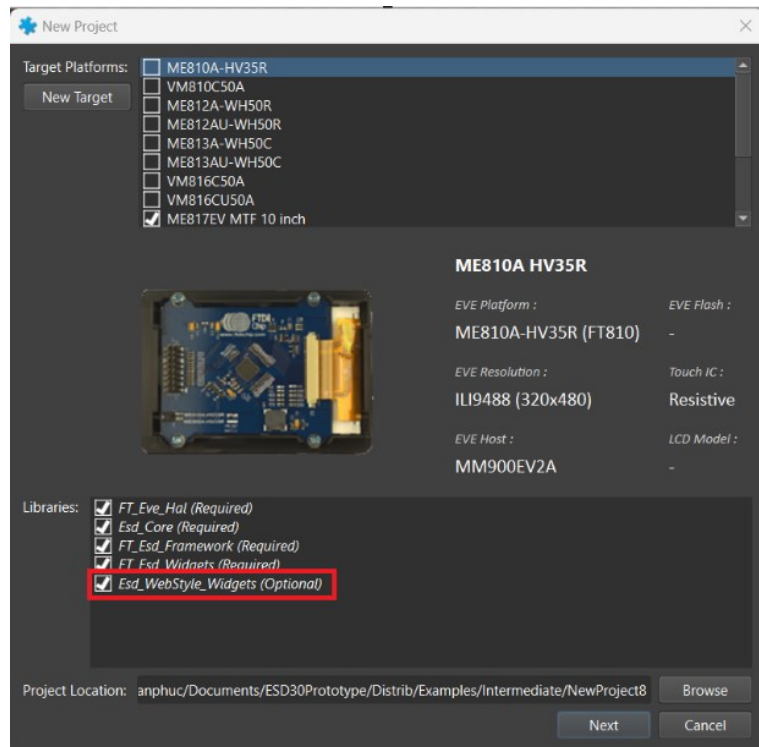 New Project
Target Platforms:
New Target
ME810A-HV35R
VM810C50A
ME812A-WH50R
ME812AU-WH50R
ME813A-WH50C
ME813AU-WH50C
VM816C50A
VM816CU50A
ME817EV MTF 10 inch
ME810A HV35R
EVE Platform :
EVE Flash :
ME810A-HV35R (FT810)
-
EVE Resolution :
Touch IC :
ILI9488 (320x480)
Resistive
EVE Host :
LCD Model :
MM900EV2A
-
FTDI
Chip
Libraries:
FT_Eve_Hal (Required)
Esd_Core (Required)
FT_Esd_Framework (Required)
FT_Esd_Widgets (Required)
Esd_WebStyle_Widgets (Optional)
Project Location:
anphuc/Documents/ESD30Prototype/Distrib/Examples/Intermediate/NewProject8
Browse
Next
Cancel